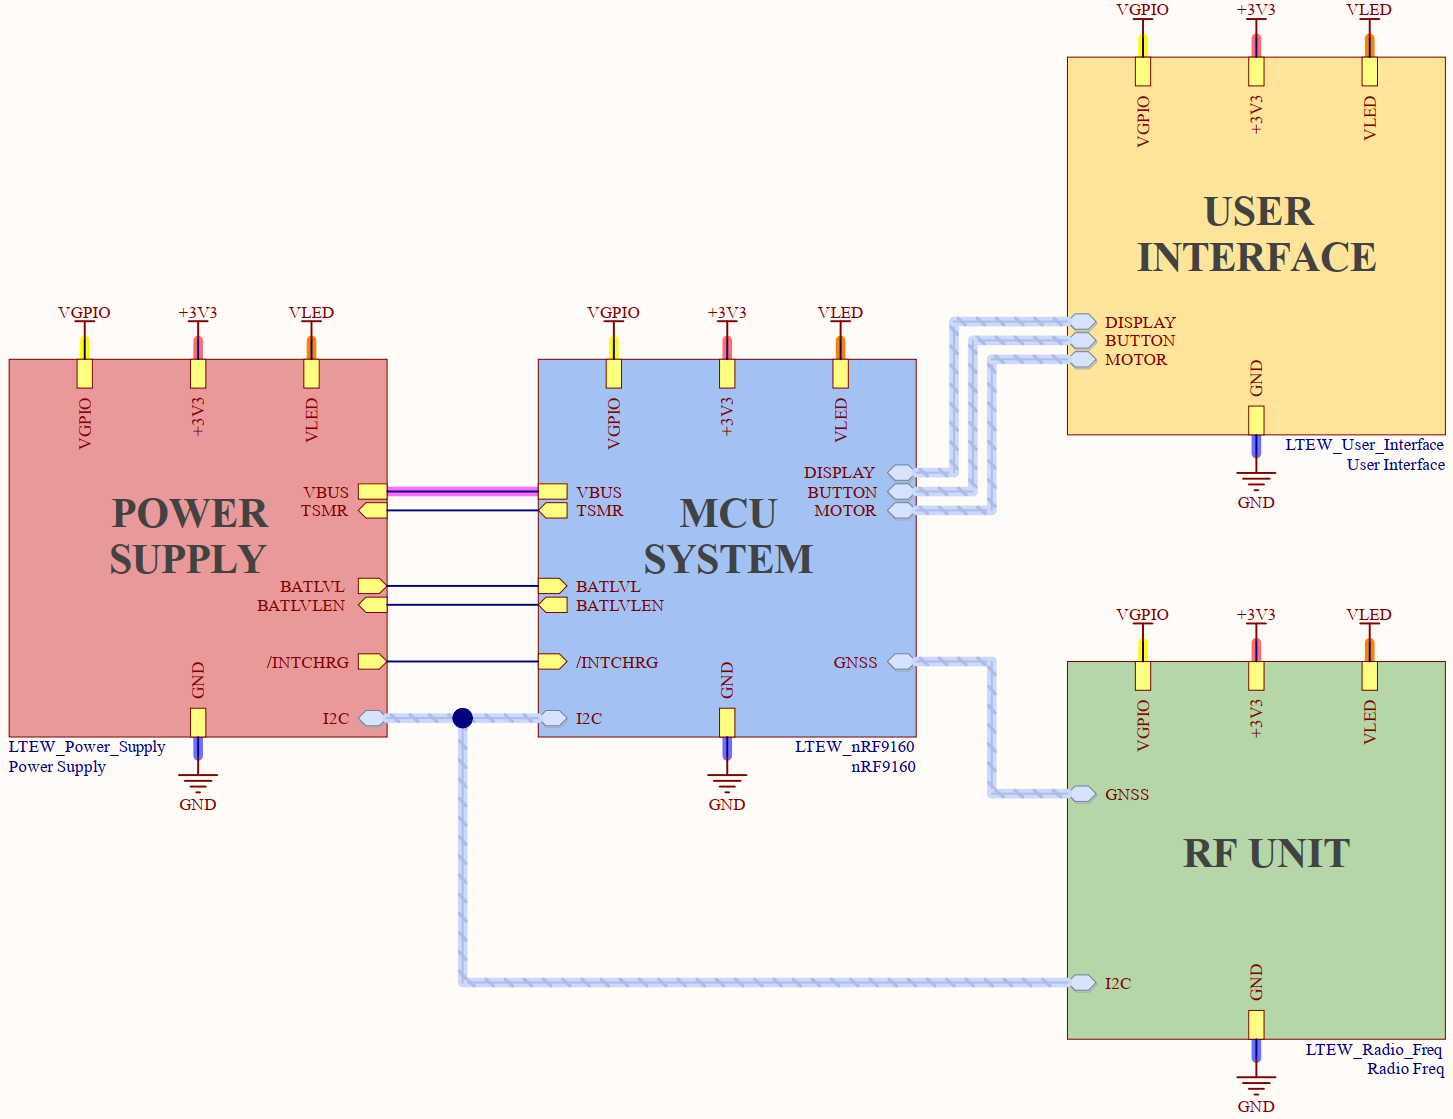 VGPIO +3V3 VLED
VGPIO +3V3 VLED
USER
INTERFACE
DISPLAY
BUTTON
MOTOR
GND
LTEW_User_Interface
User Interface
GND
VGPIO +3V3 VLED
VGPIO +3V3 VLED
VBUS
TSMR
POWER
SUPPLY
BATLVL
BATLVLEN
/INTCHRG
GND
I2C
LTEW_Power_Supply
Power Supply
GND
VGPIO +3V3 VLED
VGPIO +3V3 VLED
DISPLAY
VBUS BUTTON
TSMR MOTOR
MCU
SYSTEM
BATLVL
BATLVLEN
/INTCHRG GNSS
GND
I2C
LTEW_nRF9160
nRF9160
GND
VGPIO +3V3 VLED
VGPIO +3V3 VLED
GNSS
RF UNIT
I2C
GND
LTEW_Radio_Freq
Radio Freq
GND